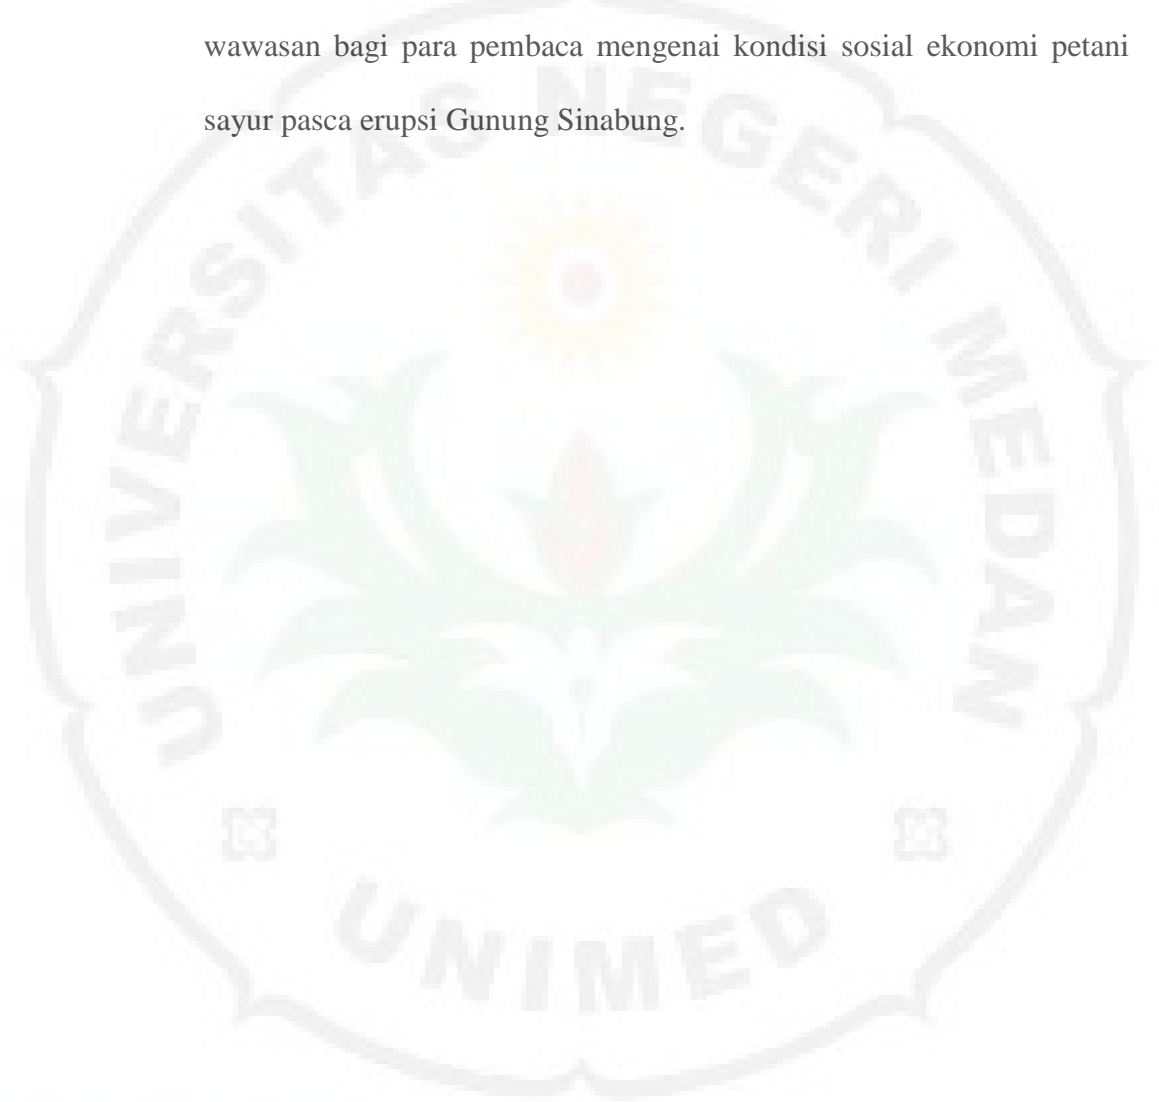 wawasan bagi para pembaca mengenai kondisi sosial ekonomi petani
sayur pasca erupsi Gunung Sinabung.
UNIVERSITAS NEGERI MEDAN
UNIMED